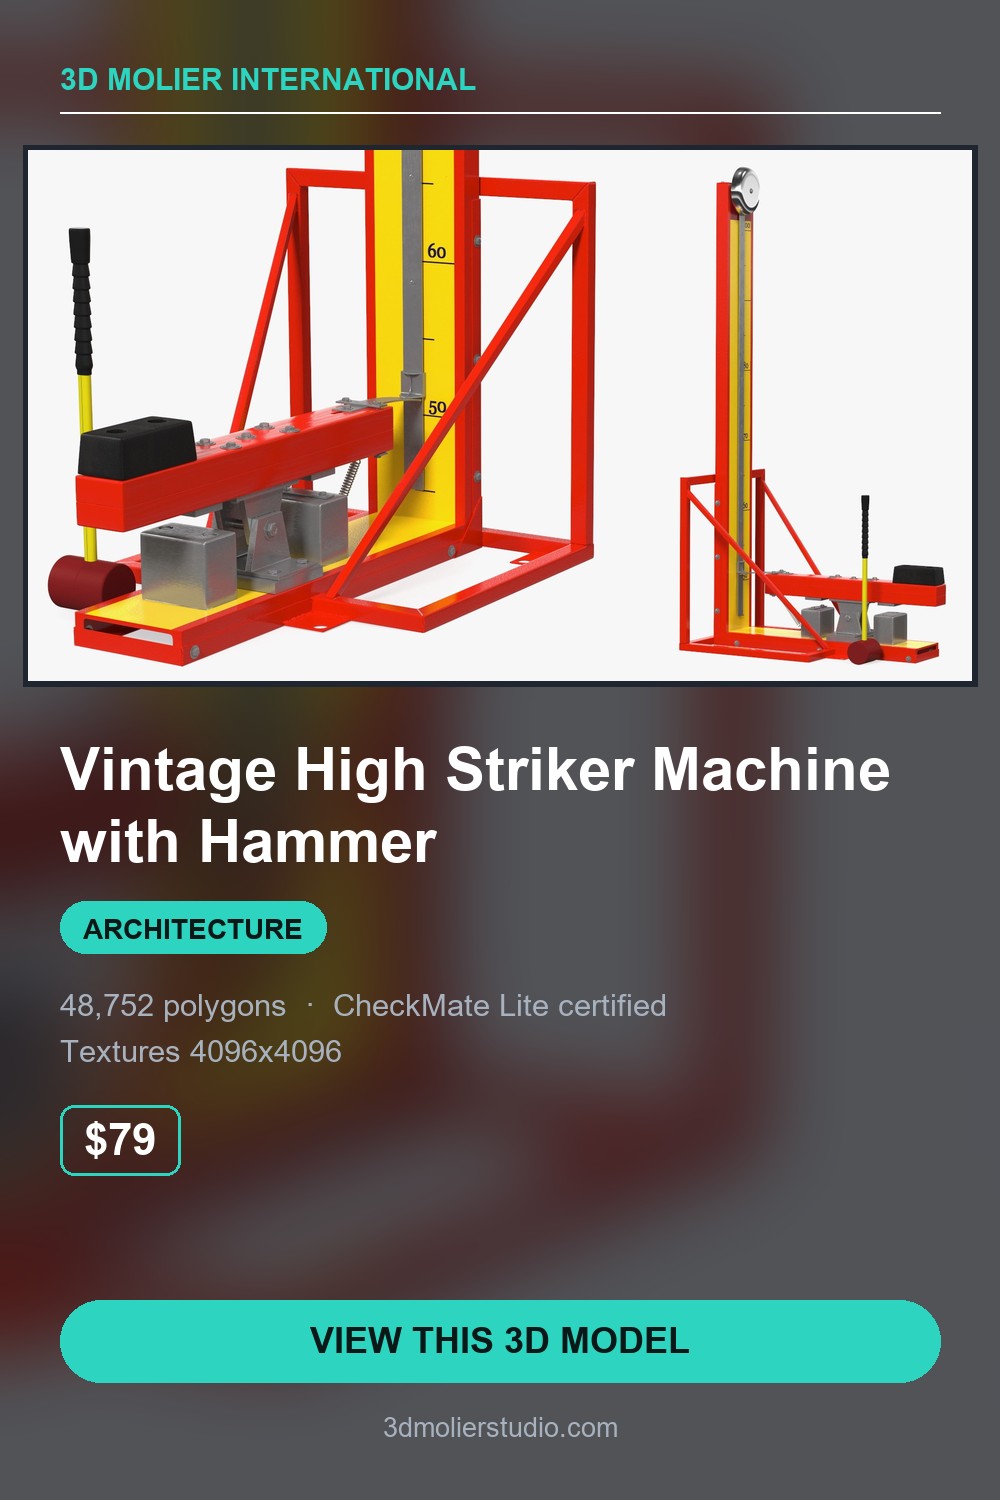 3D MOLIER INTERNATIONAL
60
50
Vintage High Striker Machine
with Hammer
ARCHITECTURE
48,752 polygons · CheckMate Lite certified
Textures 4096x4096
$79
VIEW THIS 3D MODEL
3dmolierstudio.com